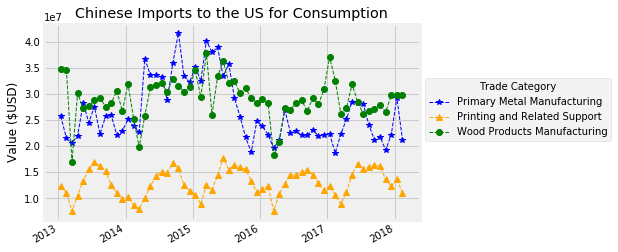 Chinese Imports to the US for Consumption
1e7
Value ($USD)
4.0
3.5
3.0
2.5
2.0
1.5
1.0
2013
2014
2015
2016
2017
2018
Trade Category
Primary Metal Manufacturing
Printing and Related Support
Wood Products Manufacturing